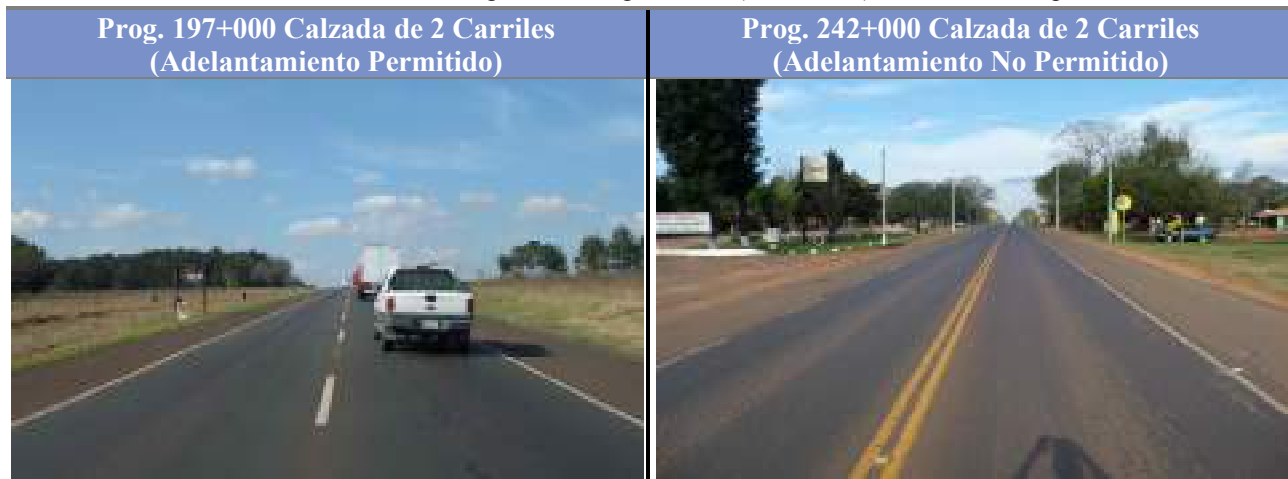 Prog. 197+000 Calzada de 2 Carriles
(Adelantamiento Permitido)
Prog. 242+000 Calzada de 2 Carriles
(Adelantamiento No Permitido)